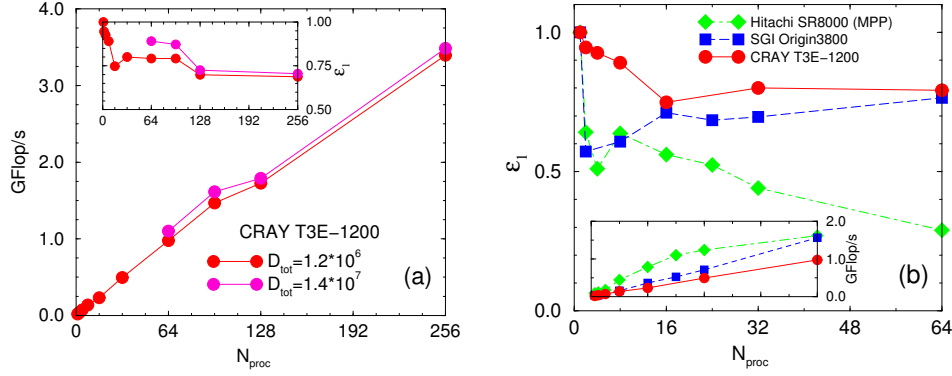 4.0
3.0
2.0
1.0
0.0
GFlop/s
0 64 128 192 256
N_proc
1.00
0.75
0.50
ε_1
0 64 128 192 256
CRAY T3E−1200
D_tot=1.2*10^6
D_tot=1.4*10^7
(a)
1.0
0.5
0.0
ε_1
0 16 32 48 64
N_proc
Hitachi SR8000 (MPP)
SGI Origin3800
CRAY T3E−1200
2.0
1.0
0.0
GFlop/s
(b)